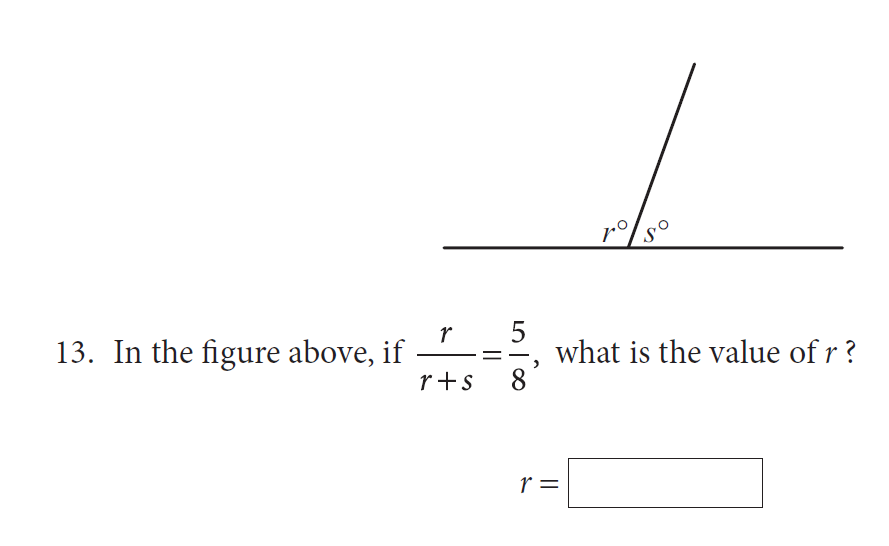 r° s°
13. In the figure above, if r/(r+s) = 5/8, what is the value of r ?
r =